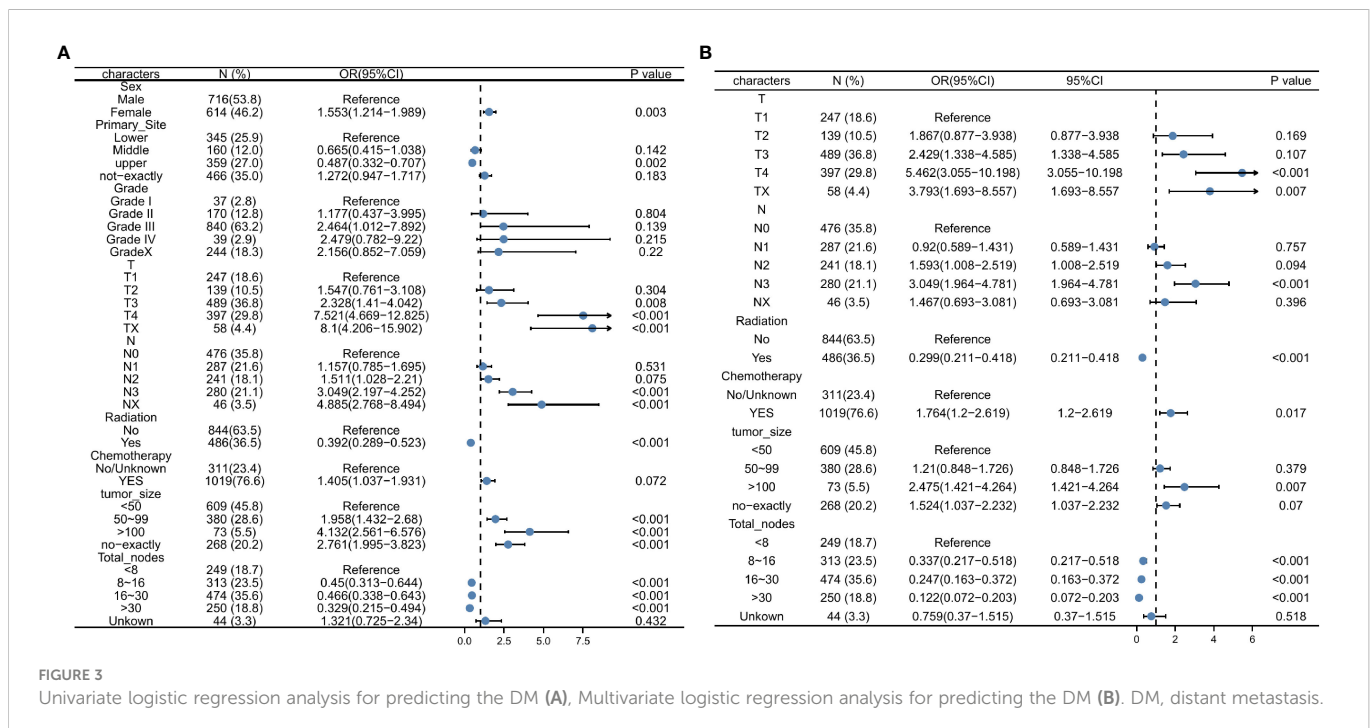 A
characters N (%) OR(95%CI) P value
Sex
Male 716(53.8) Reference
Female 614 (46.2) 1.553(1.214−1.989) 0.003
Primary_Site
Lower 345 (25.9) Reference
Middle 160 (12.0) 0.665(0.415−1.038) 0.142
upper 359 (27.0) 0.487(0.332−0.707) 0.002
not−exactly 466 (35.0) 1.272(0.947−1.717) 0.183
Grade
Grade I 37 (2.8) Reference
Grade II 170 (12.8) 1.177(0.437−3.995) 0.804
Grade III 840 (63.2) 2.464(1.012−7.892) 0.139
Grade IV 39 (2.9) 2.479(0.782−9.22) 0.215
GradeX 244 (18.3) 2.156(0.852−7.059) 0.22
T
T1 247 (18.6) Reference
T2 139 (10.5) 1.547(0.761−3.108) 0.304
T3 489 (36.8) 2.328(1.41−4.042) 0.008
T4 397 (29.8) 7.521(4.669−12.825) <0.001
TX 58 (4.4) 8.1(4.206−15.902) <0.001
N
N0 476 (35.8) Reference
N1 287 (21.6) 1.157(0.785−1.695) 0.531
N2 241 (18.1) 1.511(1.028−2.21) 0.075
N3 280 (21.1) 3.049(2.197−4.252) <0.001
NX 46 (3.5) 4.885(2.768−8.494) <0.001
Radiation
No 844(63.5) Reference
Yes 486(36.5) 0.392(0.289−0.523) <0.001
Chemotherapy
No/Unknown 311(23.4) Reference
YES 1019(76.6) 1.405(1.037−1.931) 0.072
tumor_size
<50 609 (45.8) Reference
50~99 380 (28.6) 1.958(1.432−2.68) <0.001
>100 73 (5.5) 4.132(2.561−6.576) <0.001
no−exactly 268 (20.2) 2.761(1.995−3.823) <0.001
Total_nodes
<8 249 (18.7) Reference
8~16 313 (23.5) 0.45(0.313−0.644) <0.001
16~30 474 (35.6) 0.466(0.338−0.643) <0.001
>30 250 (18.8) 0.329(0.215−0.494) <0.001
Unkown 44 (3.3) 1.321(0.725−2.34) 0.432
0.0 2.5 5.0 7.5
B
characters N (%) OR(95%CI) 95%CI P value
T
T1 247 (18.6) Reference
T2 139 (10.5) 1.867(0.877−3.938) 0.877−3.938 0.169
T3 489 (36.8) 2.429(1.338−4.585) 1.338−4.585 0.107
T4 397 (29.8) 5.462(3.055−10.198) 3.055−10.198 <0.001
TX 58 (4.4) 3.793(1.693−8.557) 1.693−8.557 0.007
N
N0 476 (35.8) Reference
N1 287 (21.6) 0.92(0.589−1.431) 0.589−1.431 0.757
N2 241 (18.1) 1.593(1.008−2.519) 1.008−2.519 0.094
N3 280 (21.1) 3.049(1.964−4.781) 1.964−4.781 <0.001
NX 46 (3.5) 1.467(0.693−3.081) 0.693−3.081 0.396
Radiation
No 844(63.5) Reference
Yes 486(36.5) 0.299(0.211−0.418) 0.211−0.418 <0.001
Chemotherapy
No/Unknown 311(23.4) Reference
YES 1019(76.6) 1.764(1.2−2.619) 1.2−2.619 0.017
tumor_size
<50 609 (45.8) Reference
50~99 380 (28.6) 1.21(0.848−1.726) 0.848−1.726 0.379
>100 73 (5.5) 2.475(1.421−4.264) 1.421−4.264 0.007
no−exactly 268 (20.2) 1.524(1.037−2.232) 1.037−2.232 0.07
Total_nodes
<8 249 (18.7) Reference
8~16 313 (23.5) 0.337(0.217−0.518) 0.217−0.518 <0.001
16~30 474 (35.6) 0.247(0.163−0.372) 0.163−0.372 <0.001
>30 250 (18.8) 0.122(0.072−0.203) 0.072−0.203 <0.001
Unkown 44 (3.3) 0.759(0.37−1.515) 0.37−1.515 0.518
0 2 4 6
FIGURE 3
Univariate logistic regression analysis for predicting the DM (A), Multivariate logistic regression analysis for predicting the DM (B). DM, distant metastasis.